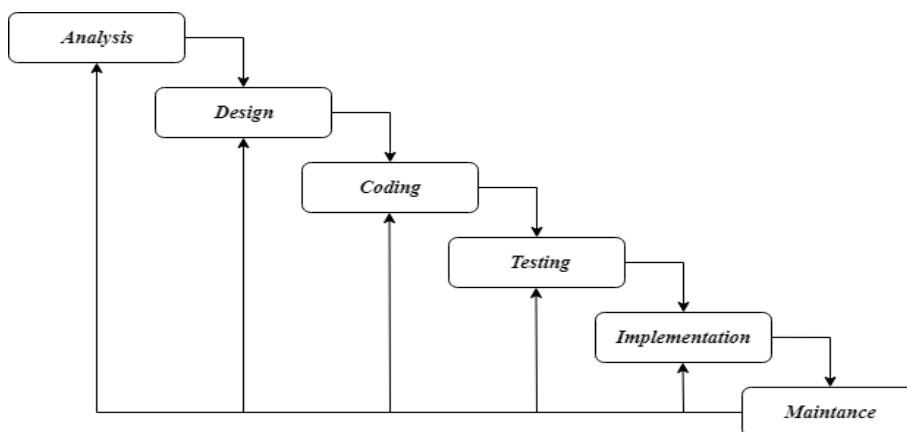 Analysis
Design
Coding
Testing
Implementation
Maintance